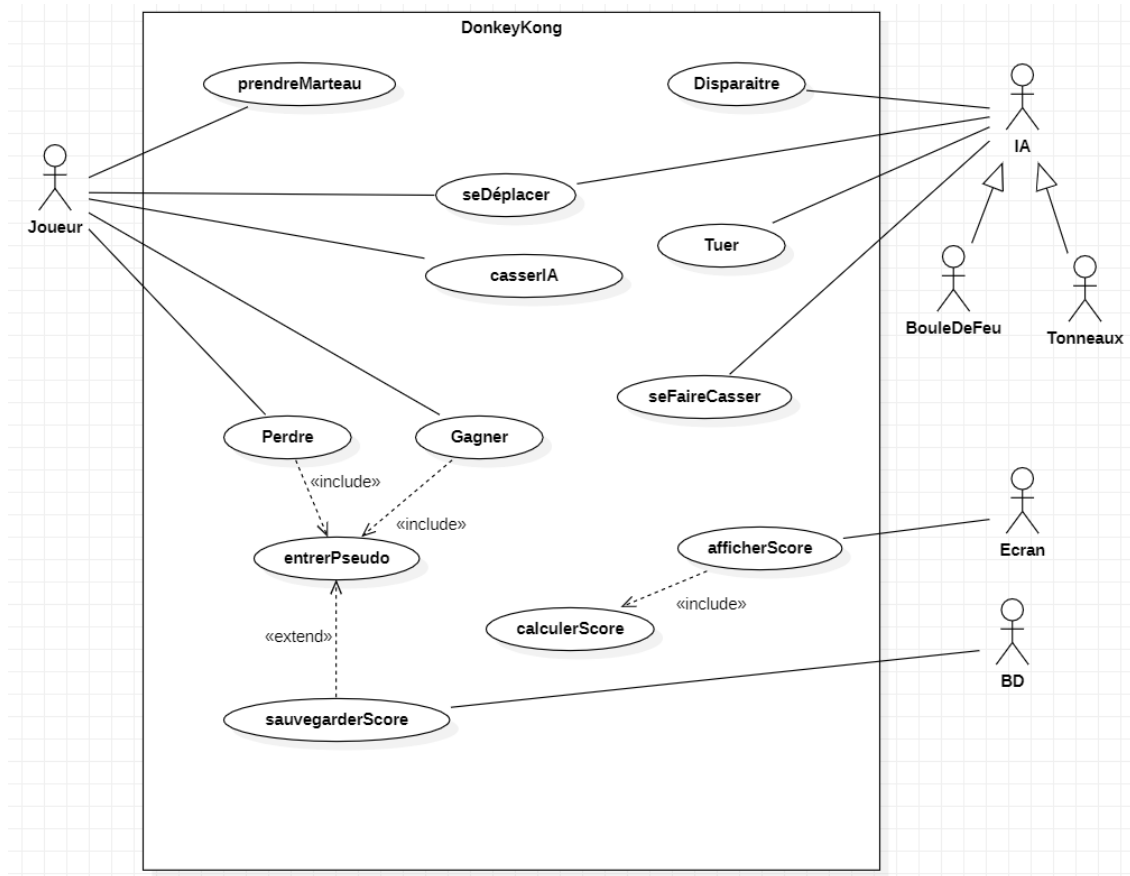 DonkeyKong
prendreMarteau
Disparaitre
IA
seDéplacer
Joueur
Tuer
casserIA
BouleDeFeu
Tonneaux
seFaireCasser
Perdre
Gagner
«include»
«include»
entrerPseudo
afficherScore
Ecran
«include»
calculerScore
«extend»
BD
sauvegarderScore